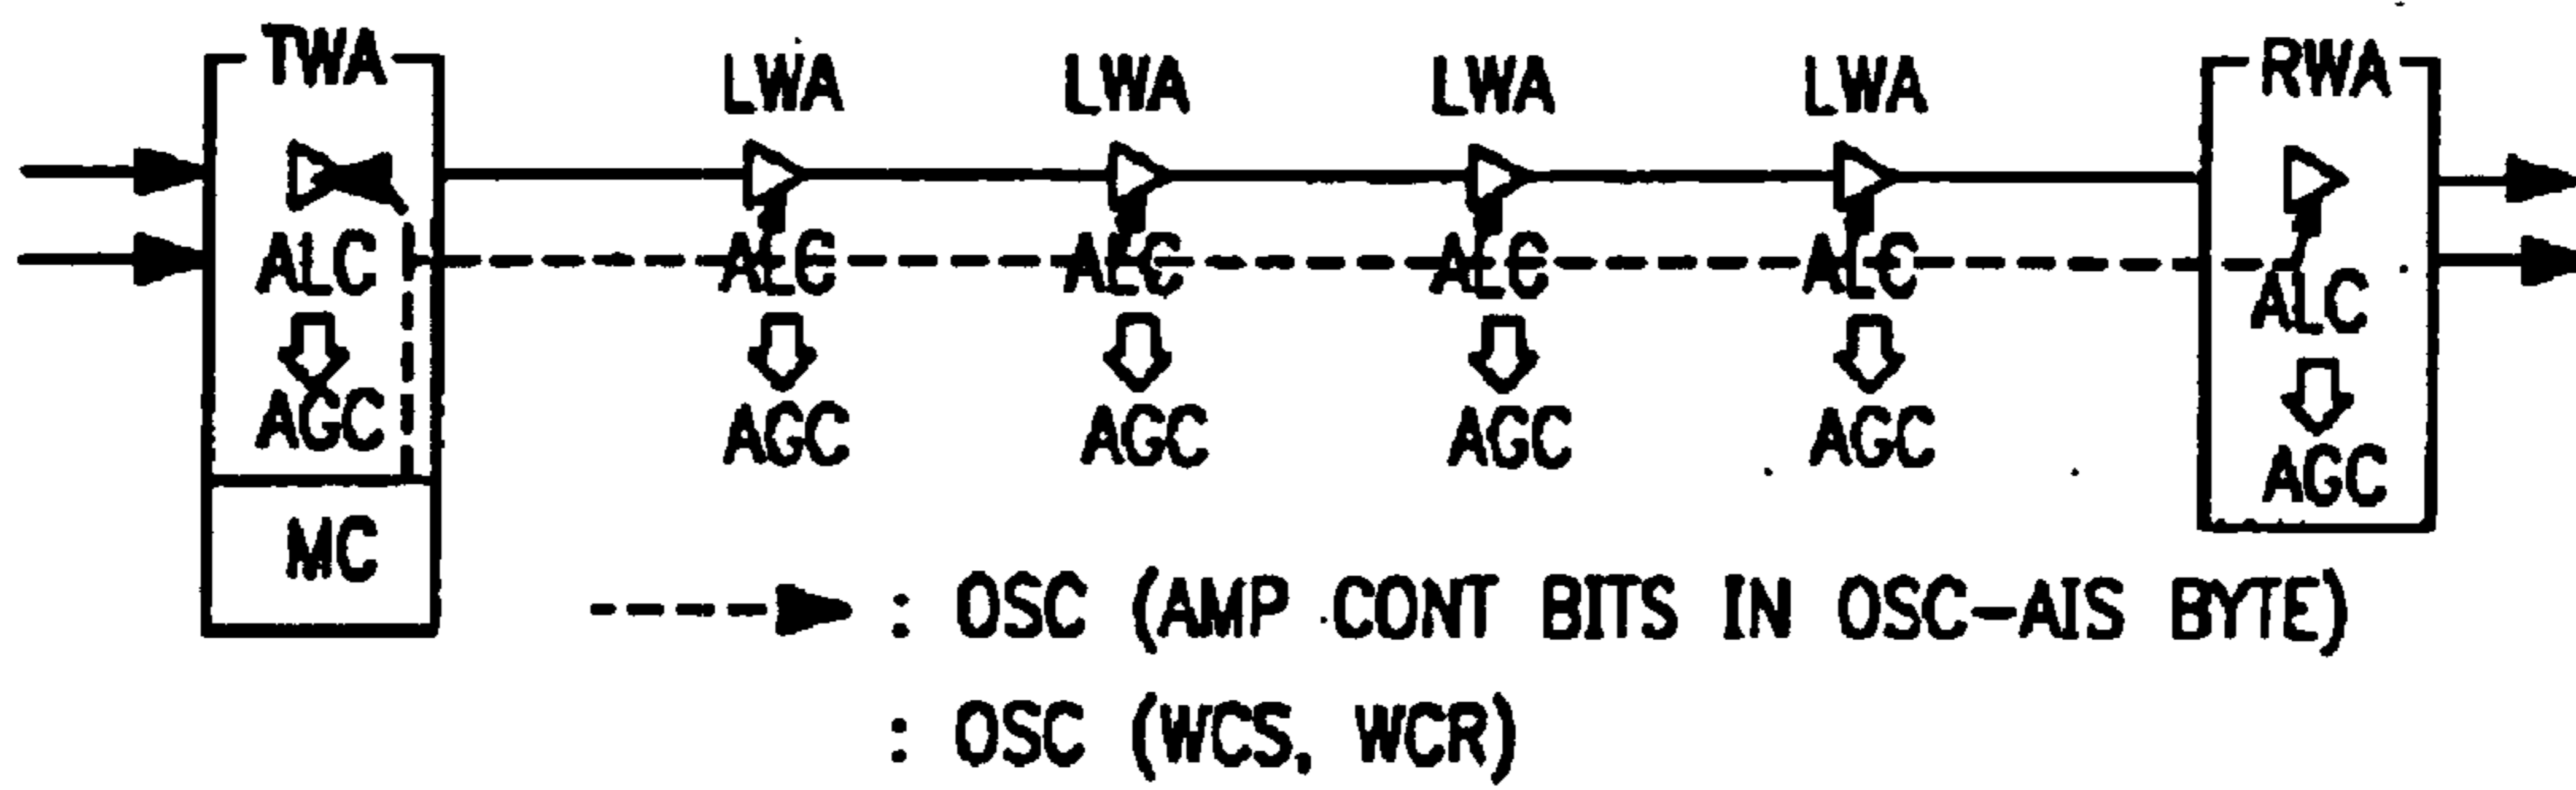 TWA LWA LWA LWA LWA RWA
ALC ALC ALC ALC ALC ALC
AGC AGC AGC AGC AGC AGC
MC
: OSC (AMP CONT BITS IN OSC-AIS BYTE)
: OSC (WCS, WCR)